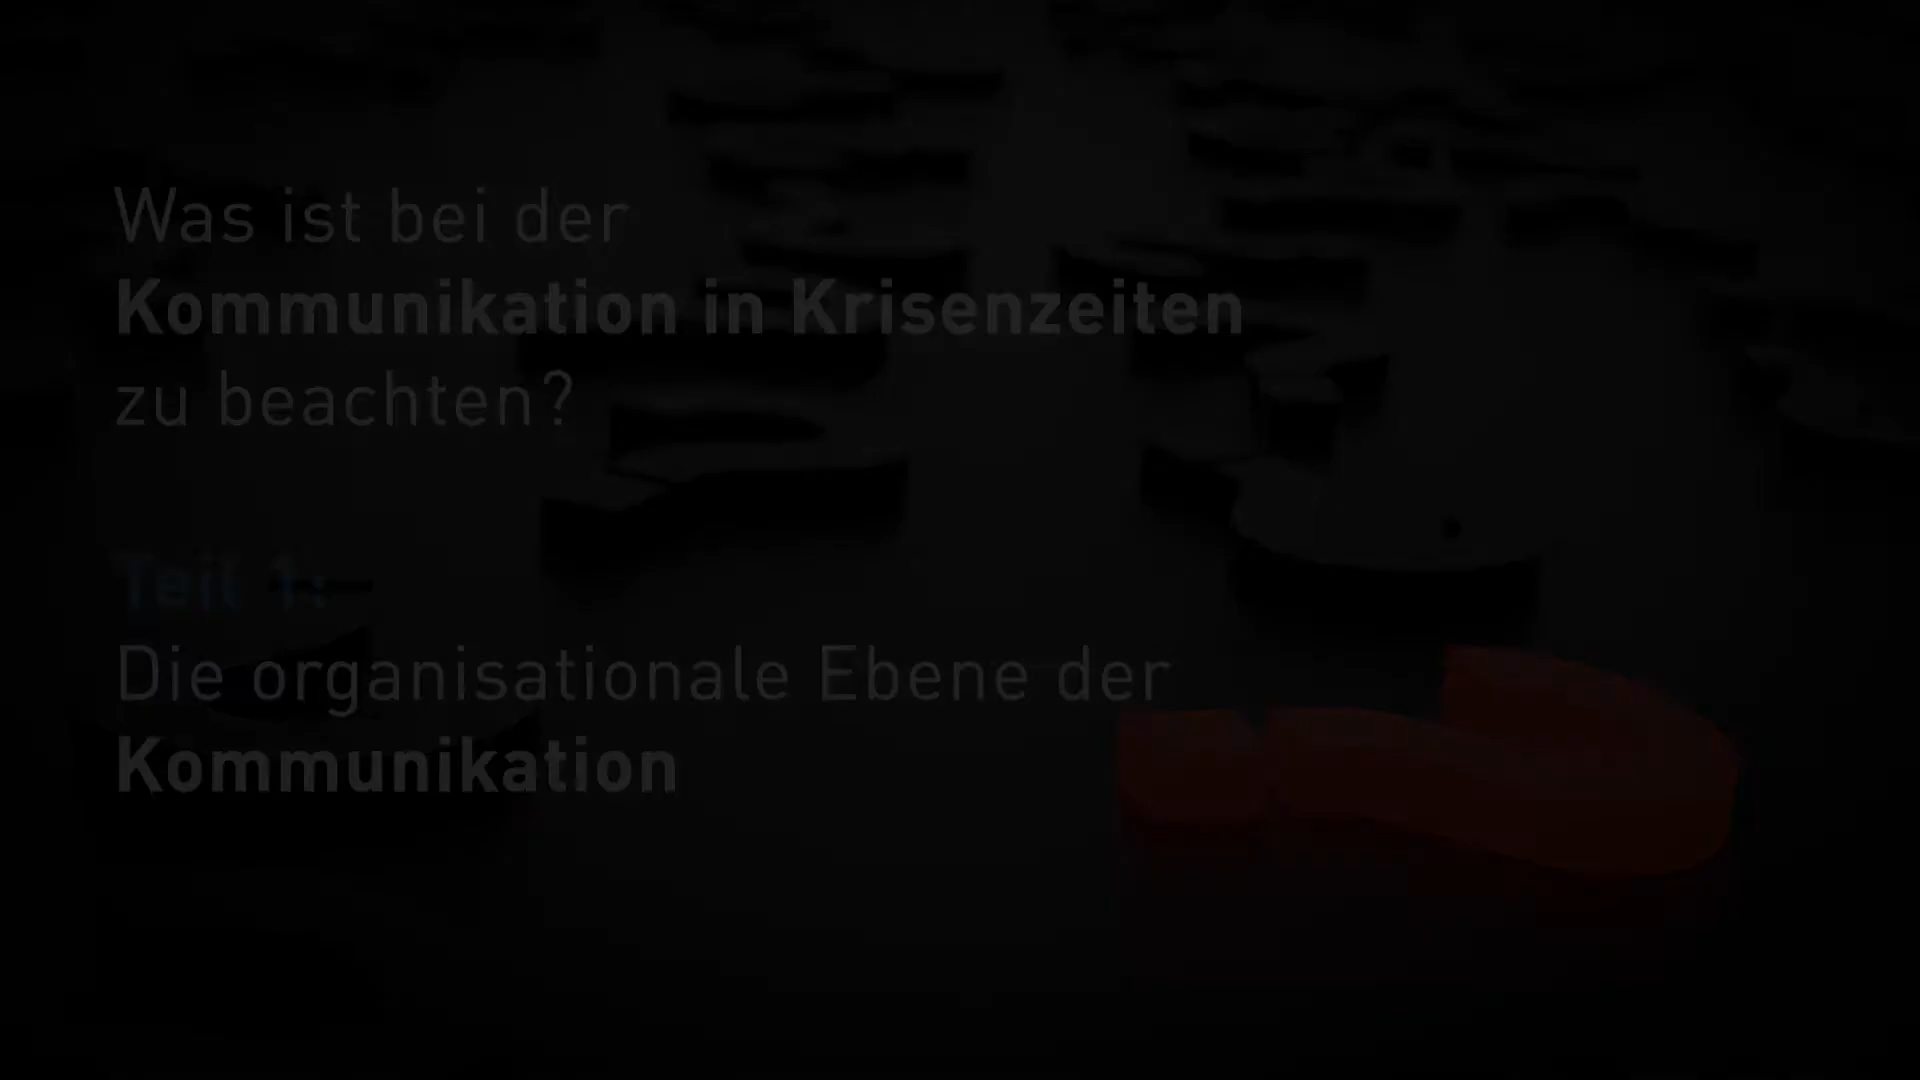 Was ist bei der
Kommunikation in Krisenzeiten
zu beachten?
Teil 1:
Die organisationale Ebene der
Kommunikation